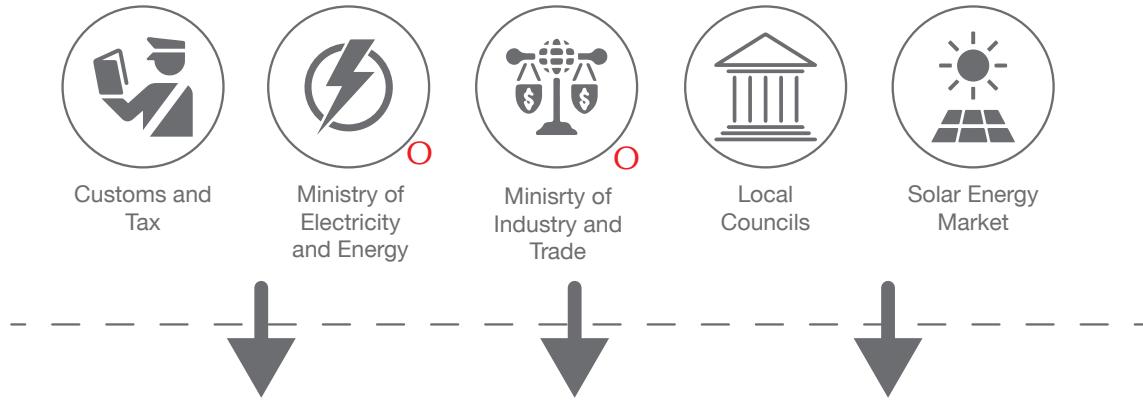 O
O
Customs and
Tax
Ministry of
Electricity
and Energy
Minisrty of
Industry and
Trade
Local
Councils
Solar Energy
Market